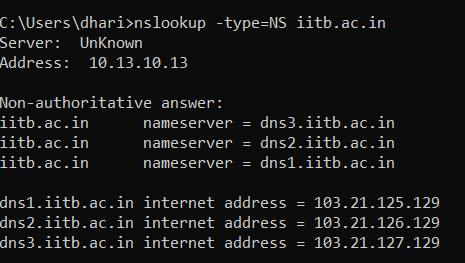 C:\Users\dhari>nslookup -type=NS iitb.ac.in
Server:  UnKnown
Address:  10.13.10.13

Non-authoritative answer:
iitb.ac.in      nameserver = dns3.iitb.ac.in
iitb.ac.in      nameserver = dns2.iitb.ac.in
iitb.ac.in      nameserver = dns1.iitb.ac.in

dns1.iitb.ac.in internet address = 103.21.125.129
dns2.iitb.ac.in internet address = 103.21.126.129
dns3.iitb.ac.in internet address = 103.21.127.129